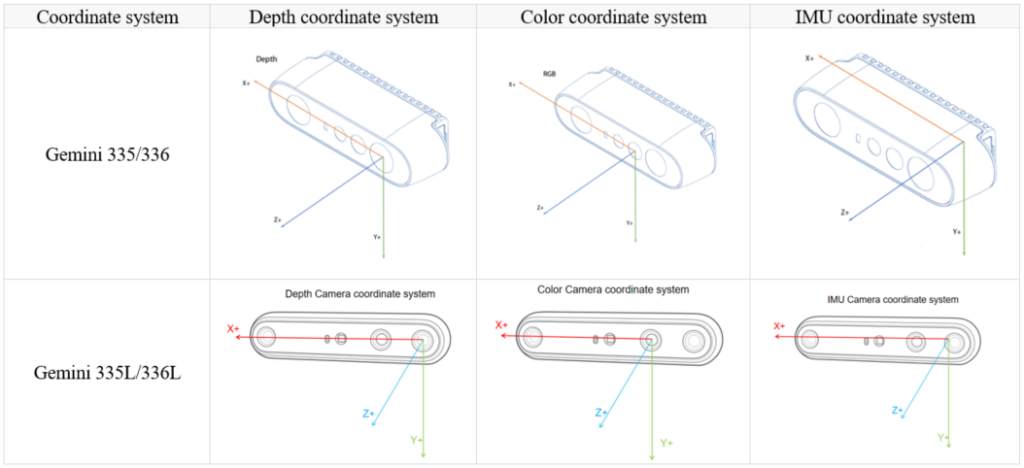 Coordinate system
Depth coordinate system
Color coordinate system
IMU coordinate system
Gemini 335/336
Depth
X+
Z+
Y+
RGB
X+
Z+
Y+
X+
Z+
Y+
Gemini 335L/336L
Depth Camera coordinate system
X+
Z+
Y+
Color Camera coordinate system
X+
Z+
Y+
IMU Camera coordinate system
X+
Z+
Y+